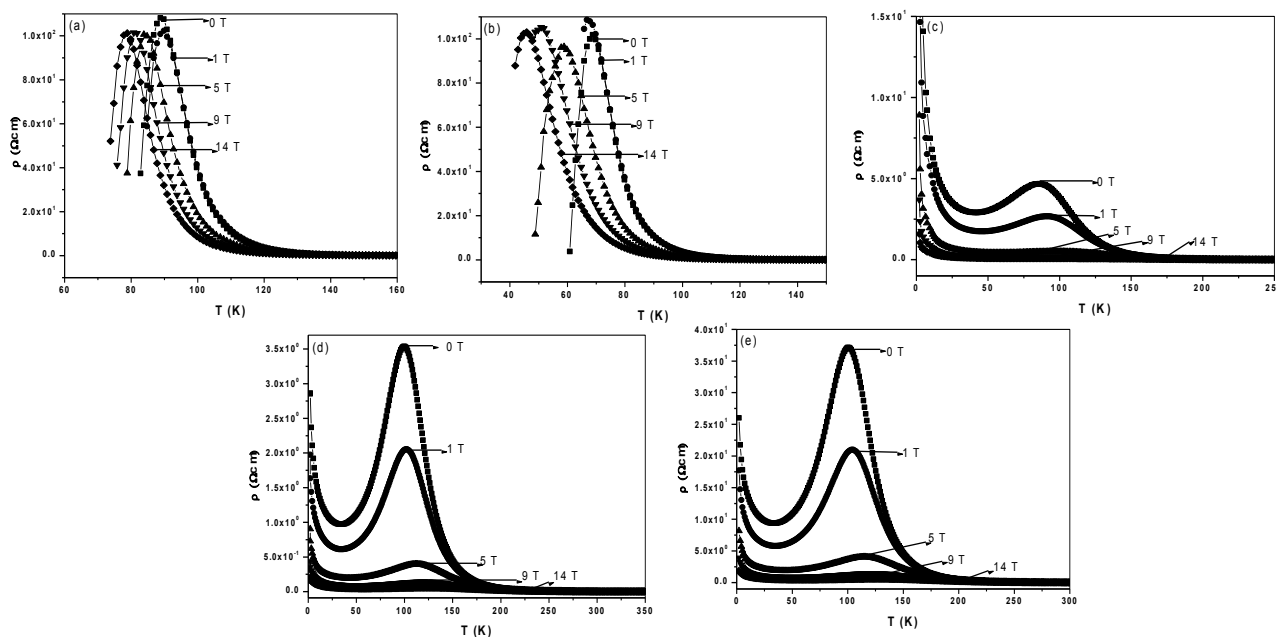 (a)
0 T
1 T
5 T
9 T
14 T
1.0x10²
8.0x10¹
6.0x10¹
4.0x10¹
2.0x10¹
0.0
ρ (Ωcm)
60 80 100 120 140 160
T (K)
(b)
0 T
1 T
5 T
9 T
14 T
1.0x10²
8.0x10¹
6.0x10¹
4.0x10¹
2.0x10¹
0.0
ρ (Ωcm)
40 60 80 100 120 140
T (K)
(c)
0 T
1 T
5 T
9 T
14 T
1.5x10¹
1.0x10¹
5.0x10⁰
0.0
ρ (Ωcm)
0 50 100 150 200 25
T (K)
(d)
0 T
1 T
5 T
9 T
14 T
3.5x10⁰
3.0x10⁰
2.5x10⁰
2.0x10⁰
1.5x10⁰
1.0x10⁰
5.0x10⁻¹
0.0
ρ (Ωcm)
0 50 100 150 200 250 300 350
T (K)
(e)
0 T
1 T
5 T
9 T
14 T
4.0x10¹
3.5x10¹
3.0x10¹
2.5x10¹
2.0x10¹
1.5x10¹
1.0x10¹
5.0x10⁰
0.0
ρ (Ωcm)
0 50 100 150 200 250 300
T (K)